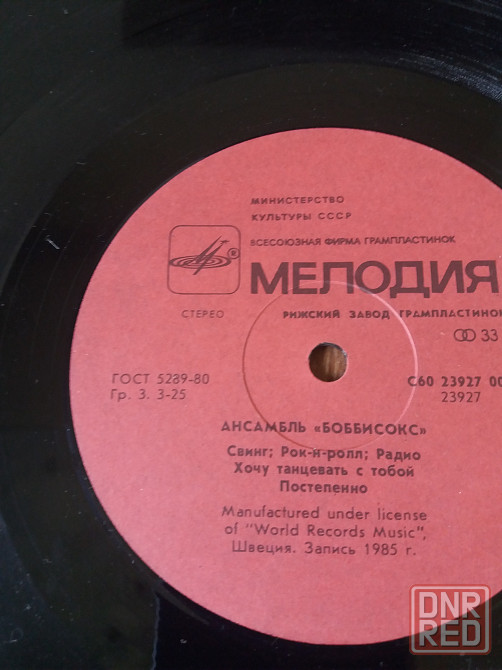 МИНИСТЕРСТВО
КУЛЬТУРЫ СССР
ВСЕСОЮЗНАЯ ФИРМА ГРАМПЛАСТИНОК
МЕЛОДИЯ
®
СТЕРЕО
РИЖСКИЙ ЗАВОД ГРАМПЛАСТИНОК
33
ГОСТ 5289-80
Гр. 3. 3-25
С60 23927 00
23927
АНСАМБЛЬ «БОББИСОКС»
Свинг; Рок-н-ролл; Радио
Хочу танцевать с тобой
Постепенно
Manufactured under license
of "World Records Music",
Швеция. Запись 1985 г.
DNR
RED